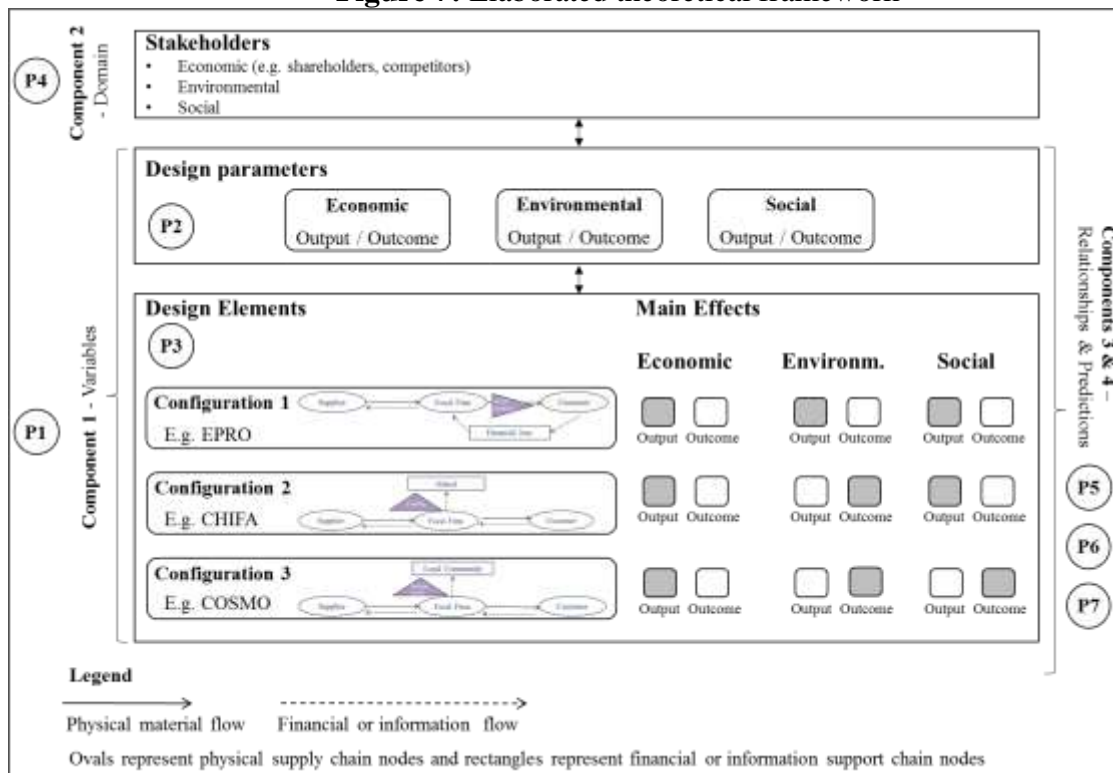 Figure 7: Elaborated theoretical framework
P4
Component 2
- Domain
Stakeholders
• Economic (e.g. shareholders, competitors)
• Environmental
• Social
P1
Component 1 - Variables
Design parameters
P2
Economic
Output / Outcome
Environmental
Output / Outcome
Social
Output / Outcome
Design Elements
P3
Main Effects
Economic
Environm.
Social
Configuration 1
E.g. EPRO
Supplier
Focal Firm
Customer
Output Outcome
Output Outcome
Output Outcome
Configuration 2
E.g. CHIFA
Supplier
Focal Firm
Customer
Output Outcome
Output Outcome
Output Outcome
Configuration 3
E.g. COSMO
Local Community
Supplier
Focal Firm
Customer
Output Outcome
Output Outcome
Output Outcome
Components 3 & 4 –
Relationships & Predictions
P5
P6
P7
Legend
Physical material flow
Financial or information flow
Ovals represent physical supply chain nodes and rectangles represent financial or information support chain nodes